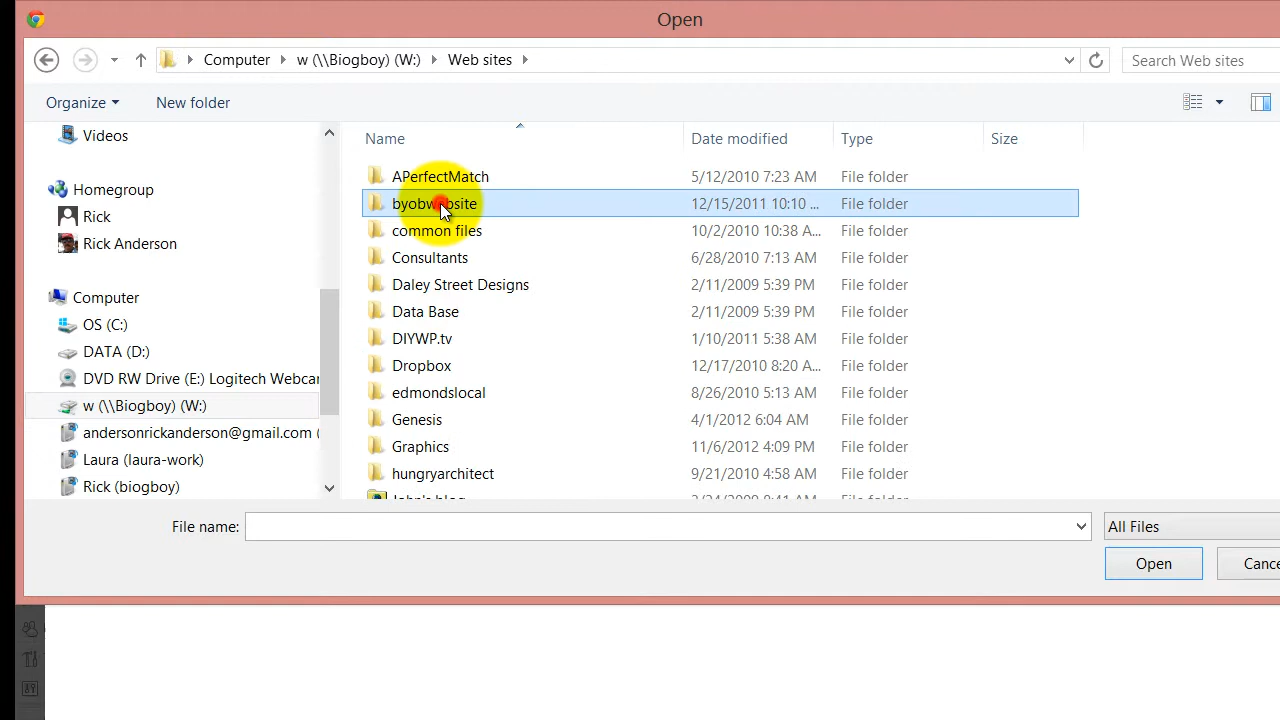 Open
Computer w (\\Biogboy) (W:) Web sites Search Web sites
Organize New folder
Name Date modified Type Size
Videos
Homegroup
Rick
Rick Anderson
Computer
OS (C:)
DATA (D:)
DVD RW Drive (E:) Logitech Webcar
w (\\Biogboy) (W:)
andersonrickanderson@gmail.com (
Laura (laura-work)
Rick (biogboy)
APerfectMatch 5/12/2010 7:23 AM File folder
byobwebsite 12/15/2011 10:10 ... File folder
common files 10/2/2010 10:38 A... File folder
Consultants 6/28/2010 7:13 AM File folder
Daley Street Designs 2/11/2009 5:39 PM File folder
Data Base 2/11/2009 5:39 PM File folder
DIYWP.tv 1/10/2011 5:38 AM File folder
Dropbox 12/17/2010 8:20 A... File folder
edmondslocal 8/26/2010 5:13 AM File folder
Genesis 4/1/2012 6:04 AM File folder
Graphics 11/6/2012 4:09 PM File folder
hungryarchitect 9/21/2010 4:58 AM File folder
John's blog File folder
File name: All Files
Open Cance